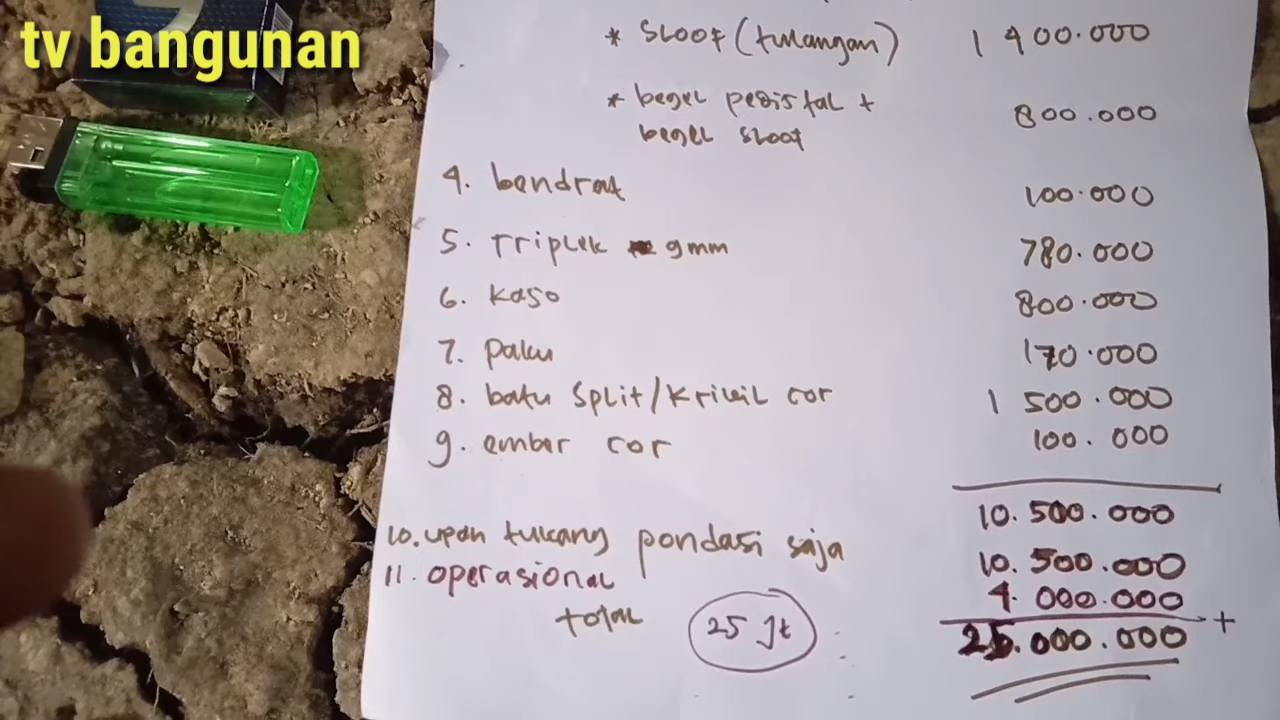 tv bangunan
* Sloof (tulangan) 1 400.000
* begel pedistal +
begel sloof 800.000
4. bendrat 100.000
5. Triplek 9mm 780.000
6. kaso 800.000
7. paku 170.000
8. batu split/krikil cor 1 500.000
9. ember cor 100.000
10.500.000
10. upah tukang pondasi saja 10.500.000
11. operasional 4.000.000
total 25 Jt 25.000.000 +